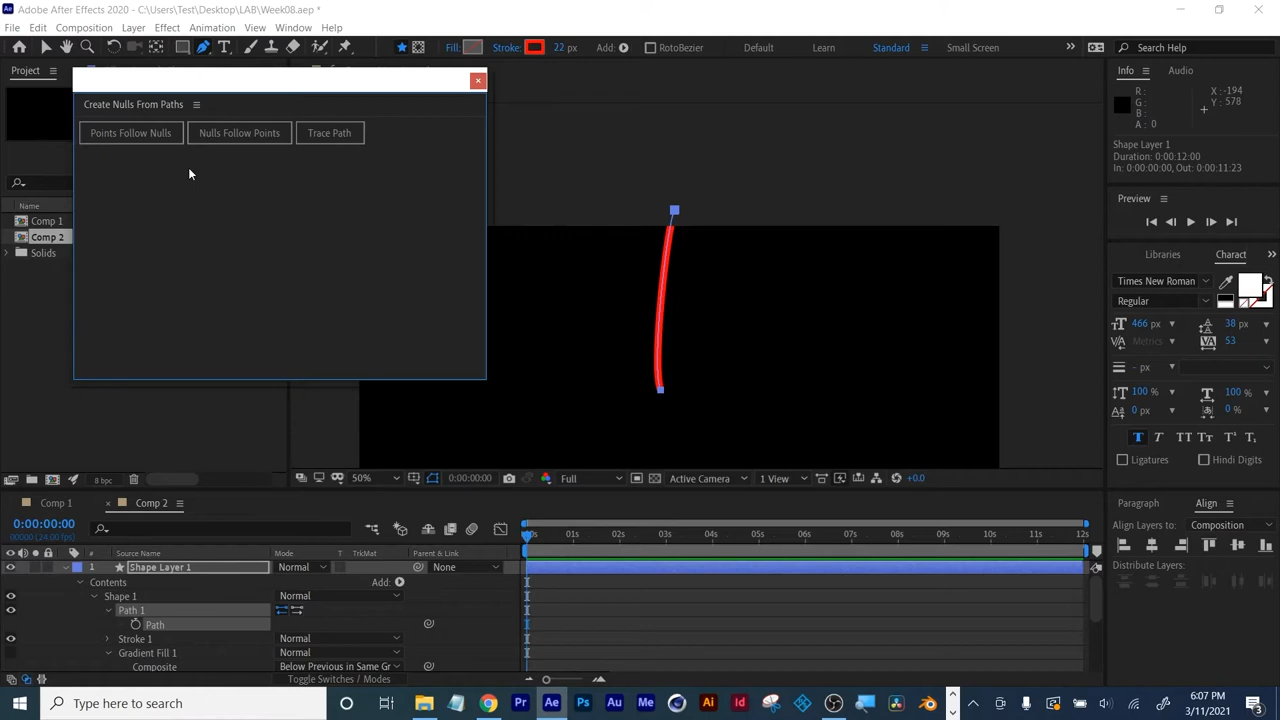 Adobe After Effects 2020 - C:\Users\Test\Desktop\LAB\Week08.aep *
File Edit Composition Layer Effect Animation View Window Help
Fill: Stroke: 22 px Add: RotoBezier Default Learn Standard Small Screen Search Help
Project
Create Nulls From Paths
Points Follow Nulls Nulls Follow Points Trace Path
Name
Comp 1
Comp 2
Solids
8 bpc
50% 0:00:00:00 Full Active Camera 1 View +0.0
Info Audio
R: X: -194
G: Y: 578
B:
A: 0
Shape Layer 1
Duration: 0:00:12:00
In: 0:00:00:00, Out: 0:00:11:23
Preview
Libraries Charact
Times New Roman
Regular
466 px 38 px
Metrics 53
- px
100 % 100 %
0 px 0 %
Ligatures Hindi Digits
Paragraph Align
Align Layers to: Composition
Distribute Layers:
Comp 1 Comp 2
0:00:00:00
00000 (24.00 fps)
# Source Name Mode T TrkMat Parent & Link
1 Shape Layer 1 Normal None
Contents Add:
Shape 1 Normal
Path 1
Path
Stroke 1 Normal
Gradient Fill 1 Normal
Composite Below Previous in Same Gr
Toggle Switches / Modes
01s 02s 03s 04s 05s 06s 07s 08s 09s 10s 11s 12s
Type here to search
6:07 PM
3/11/2021